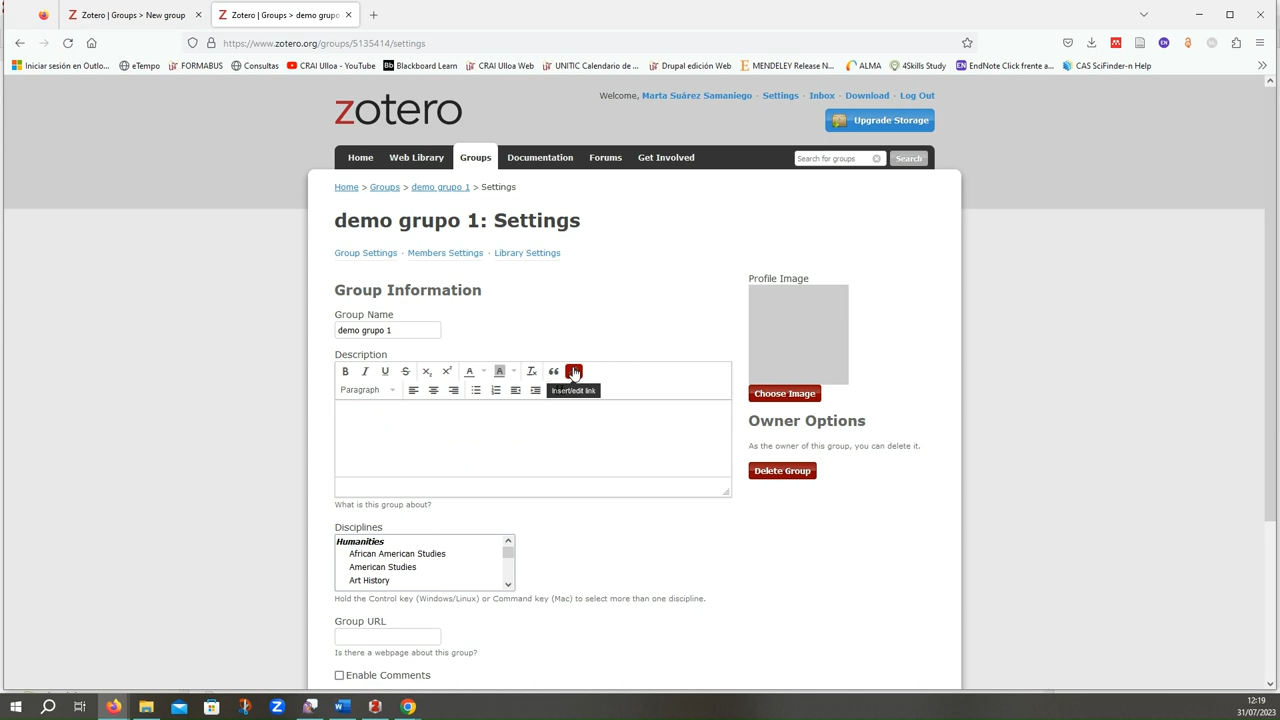 Zotero | Groups > New group
Zotero | Groups > demo grupo
https://www.zotero.org/groups/5135414/settings
Iniciar sesión en Outlo...
eTempo
FORMABUS
Consultas
CRAI Ulloa - YouTube
Bb Blackboard Learn
CRAI Ulloa Web
UNITIC Calendario de ...
Drupal edición Web
MENDELEY Release N...
ALMA
4Skills Study
EN EndNote Click frente a...
CAS SciFinder-n Help
Welcome, Marta Suárez Samaniego · Settings · Inbox · Download · Log Out
zotero
Upgrade Storage
Home Web Library Groups Documentation Forums Get Involved
Search for groups
Search
Home > Groups > demo grupo 1 > Settings
demo grupo 1: Settings
Group Settings · Members Settings · Library Settings
Profile Image
Group Information
Group Name
demo grupo 1
Description
B I U S X₂ X² A A
Paragraph
Insert/edit link
Choose Image
Owner Options
As the owner of this group, you can delete it.
Delete Group
What is this group about?
Disciplines
Humanities
African American Studies
American Studies
Art History
Hold the Control key (Windows/Linux) or Command key (Mac) to select more than one discipline.
Group URL
Is there a webpage about this group?
Enable Comments
12:19
31/07/2023